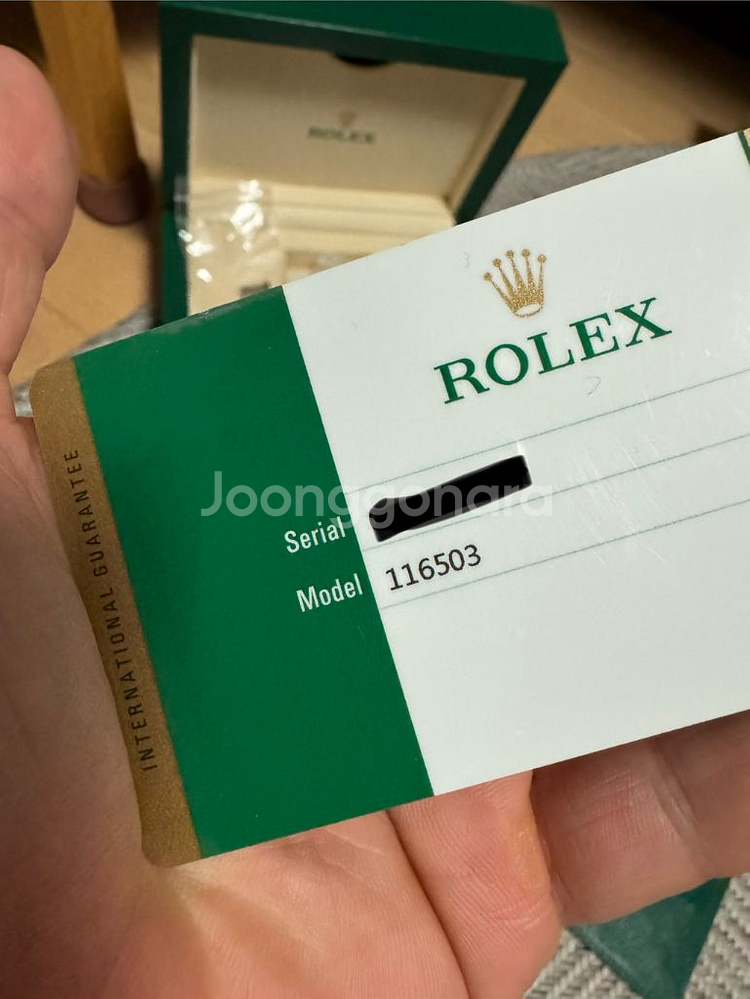 ROLEX
ROLEX
Joonggonara
Serial
Model 116503
INTERNATIONAL GUARANTEE